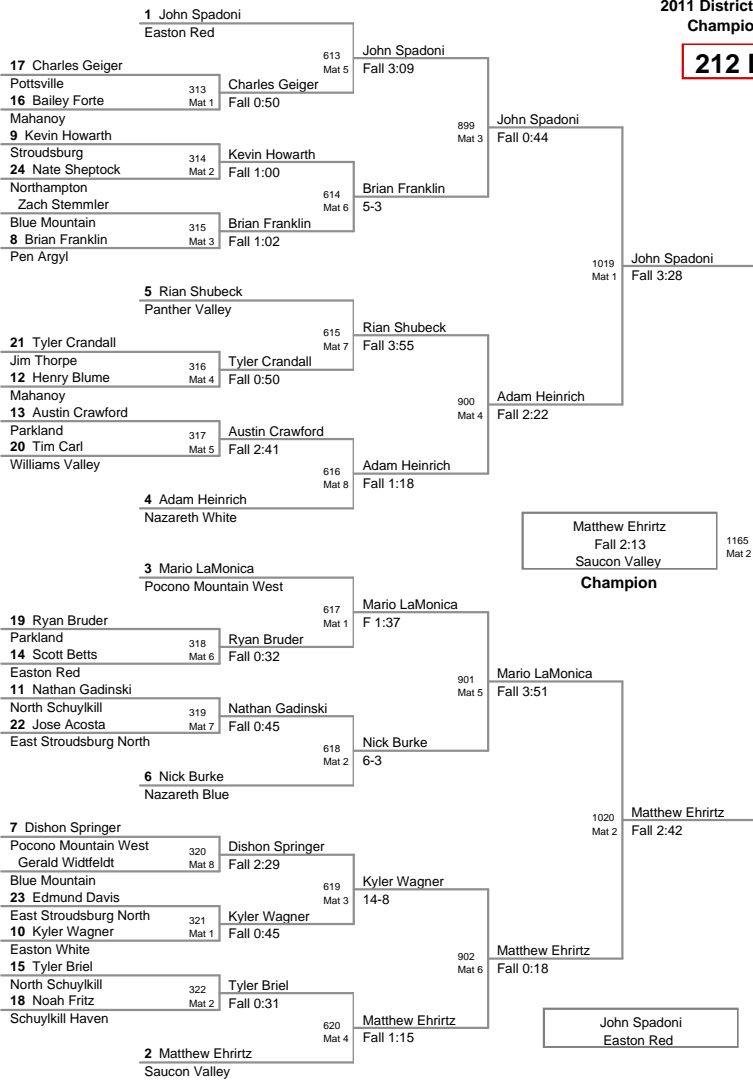 2011 District
Champio
212
1 John Spadoni
Easton Red
613
Mat 5
John Spadoni
Fall 3:09
17 Charles Geiger
Pottsville
313
Mat 1
Charles Geiger
Fall 0:50
16 Bailey Forte
Mahanoy
899
Mat 3
John Spadoni
Fall 0:44
9 Kevin Howarth
Stroudsburg
314
Mat 2
Kevin Howarth
Fall 1:00
24 Nate Sheptock
Northampton
614
Mat 6
Brian Franklin
5-3
Zach Stemmler
Blue Mountain
315
Mat 3
Brian Franklin
Fall 1:02
8 Brian Franklin
Pen Argyl
1019
Mat 1
John Spadoni
Fall 3:28
5 Rian Shubeck
Panther Valley
615
Mat 7
Rian Shubeck
Fall 3:55
21 Tyler Crandall
Jim Thorpe
316
Mat 4
Tyler Crandall
Fall 0:50
12 Henry Blume
Mahanoy
900
Mat 4
Adam Heinrich
Fall 2:22
13 Austin Crawford
Parkland
317
Mat 5
Austin Crawford
Fall 2:41
20 Tim Carl
Williams Valley
616
Mat 8
Adam Heinrich
Fall 1:18
4 Adam Heinrich
Nazareth White
Matthew Ehrirtz
Fall 2:13
Saucon Valley
1165
Mat 2
Champion
3 Mario LaMonica
Pocono Mountain West
617
Mat 1
Mario LaMonica
F 1:37
19 Ryan Bruder
Parkland
318
Mat 6
Ryan Bruder
Fall 0:32
14 Scott Betts
Easton Red
901
Mat 5
Mario LaMonica
Fall 3:51
11 Nathan Gadinski
North Schuylkill
319
Mat 7
Nathan Gadinski
Fall 0:45
22 Jose Acosta
East Stroudsburg North
618
Mat 2
Nick Burke
6-3
6 Nick Burke
Nazareth Blue
1020
Mat 2
Matthew Ehrirtz
Fall 2:42
7 Dishon Springer
Pocono Mountain West
320
Mat 8
Dishon Springer
Fall 2:29
Gerald Widtfeldt
Blue Mountain
619
Mat 3
Kyler Wagner
14-8
23 Edmund Davis
East Stroudsburg North
321
Mat 1
Kyler Wagner
Fall 0:45
10 Kyler Wagner
Easton White
902
Mat 6
Matthew Ehrirtz
Fall 0:18
15 Tyler Briel
North Schuylkill
322
Mat 2
Tyler Briel
Fall 0:31
18 Noah Fritz
Schuylkill Haven
620
Mat 4
Matthew Ehrirtz
Fall 1:15
2 Matthew Ehrirtz
Saucon Valley
John Spadoni
Easton Red